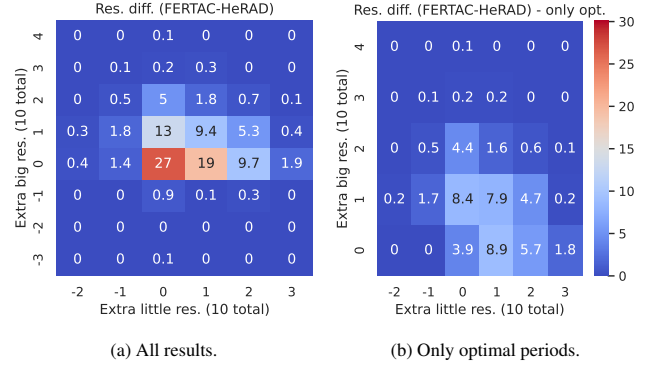 Res. diff. (FERTAC-HeRAD)
Extra big res. (10 total)
4 0 0 0.1 0 0 0
3 0 0.1 0.2 0.3 0 0
2 0 0.5 5 1.8 0.7 0.1
1 0.3 1.8 13 9.4 5.3 0.4
0 0.4 1.4 27 19 9.7 1.9
-1 0 0 0.9 0.1 0.3 0
-2 0 0 0 0 0 0
-3 0 0 0.1 0 0 0
-2 -1 0 1 2 3
Extra little res. (10 total)
(a) All results.
Res. diff. (FERTAC-HeRAD) - only opt.
Extra big res. (10 total)
4 0 0 0.1 0 0 0
3 0 0.1 0.2 0.2 0 0
2 0 0.5 4.4 1.6 0.6 0.1
1 0.2 1.7 8.4 7.9 4.7 0.2
0 0 0 3.9 8.9 5.7 1.8
-2 -1 0 1 2 3
Extra little res. (10 total)
30
25
20
15
10
5
0
(b) Only optimal periods.